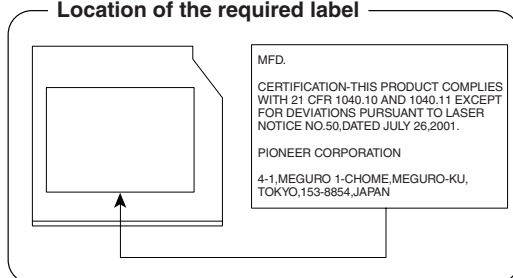 Location of the required label
MFD.
CERTIFICATION-THIS PRODUCT COMPLIES
WITH 21 CFR 1040.10 AND 1040.11 EXCEPT
FOR DEVIATIONS PURSUANT TO LASER
NOTICE NO.50,DATED JULY 26,2001.
PIONEER CORPORATION
4-1,MEGURO 1-CHOME,MEGURO-KU,
TOKYO,153-8854,JAPAN